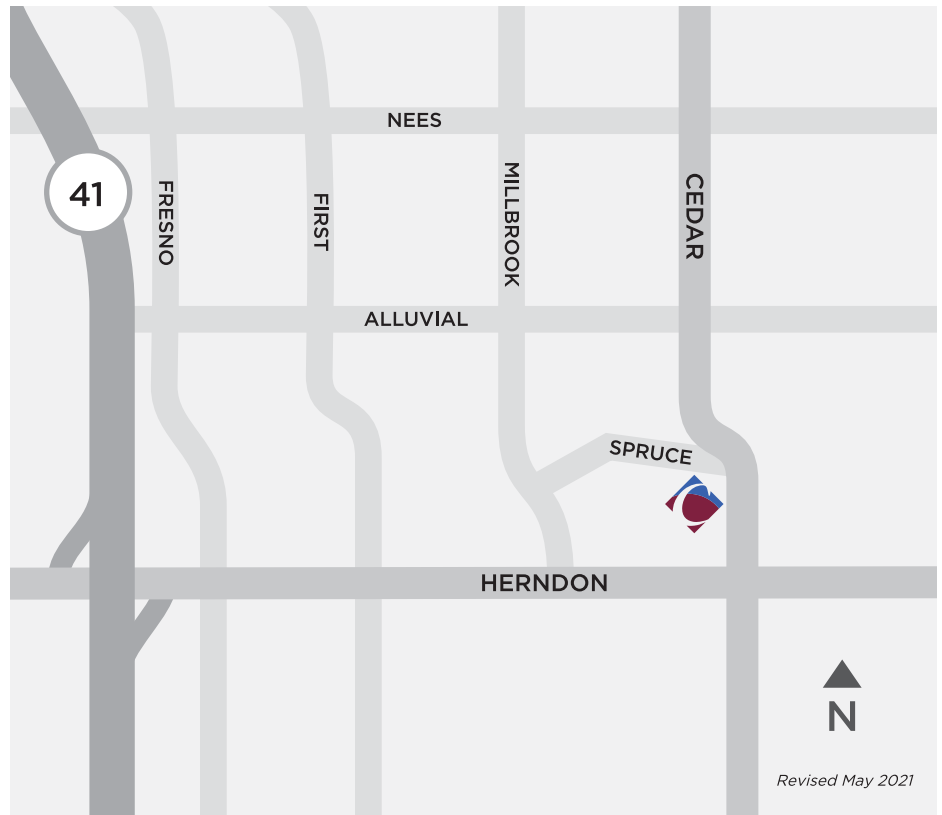 NEES
41
FRESNO
FIRST
MILLBROOK
CEDAR
ALLUVIAL
SPRUCE
HERNDON
N
Revised May 2021